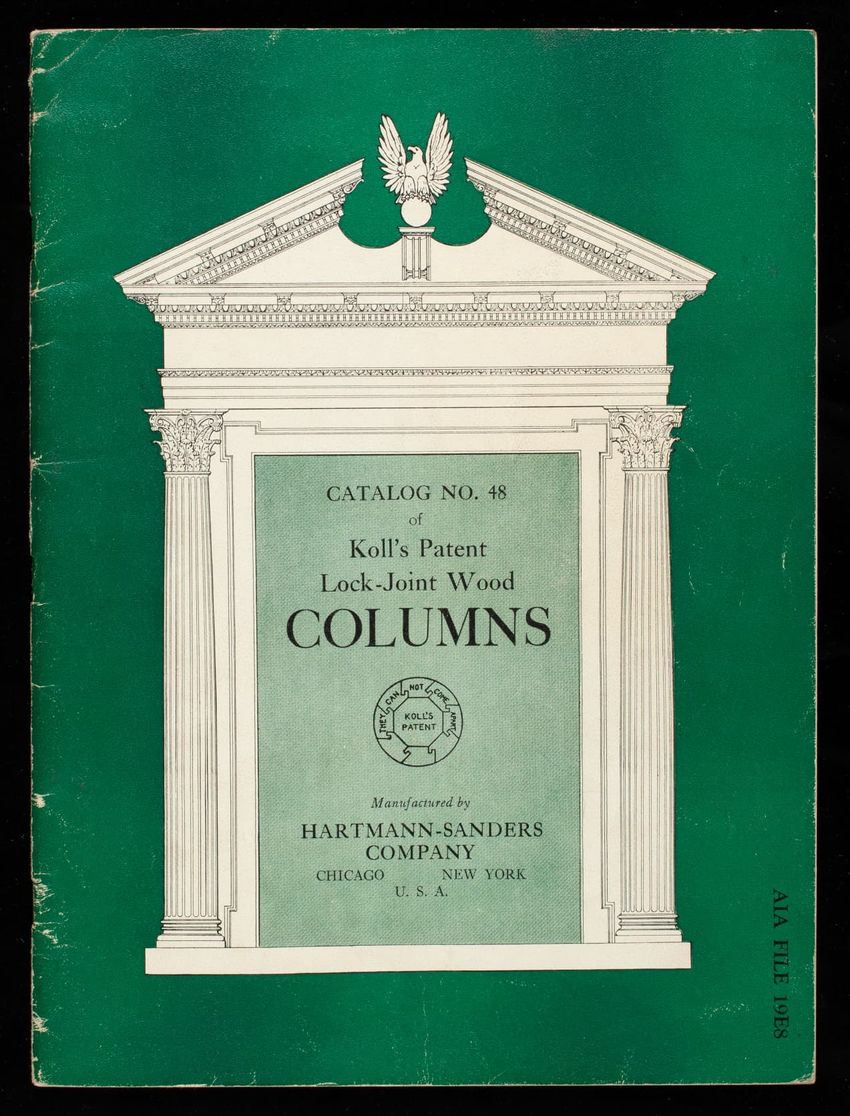 CATALOG NO. 48
of
Koll's Patent
Lock-Joint Wood
COLUMNS
THEY CAN NOT COME APART
KOLL'S
PATENT
Manufactured by
HARTMANN-SANDERS
COMPANY
CHICAGO NEW YORK
U. S. A.
AIA FILE 19E8